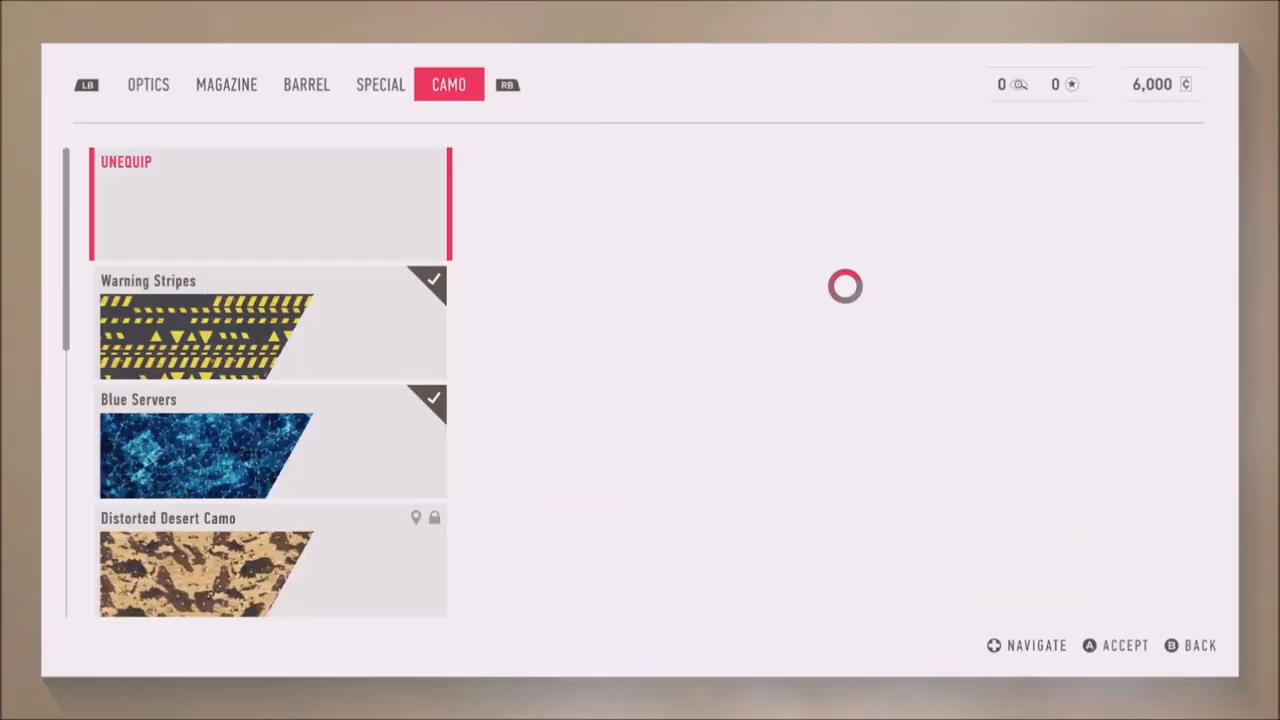 LB OPTICS MAGAZINE BARREL SPECIAL CAMO RB 0 0 6,000
UNEQUIP
Warning Stripes
Blue Servers
Distorted Desert Camo
NAVIGATE A ACCEPT B BACK